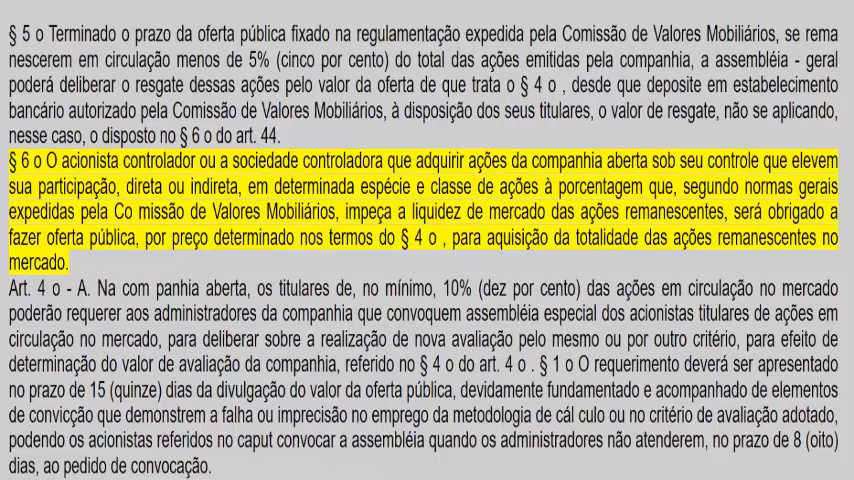 § 5 o Terminado o prazo da oferta pública fixado na regulamentação expedida pela Comissão de Valores Mobiliários, se rema
nescerem em circulação menos de 5% (cinco por cento) do total das ações emitidas pela companhia, a assembléia - geral
poderá deliberar o resgate dessas ações pelo valor da oferta de que trata o § 4 o , desde que deposite em estabelecimento
bancário autorizado pela Comissão de Valores Mobiliários, à disposição dos seus titulares, o valor de resgate, não se aplicando,
nesse caso, o disposto no § 6 o do art. 44.
§ 6 o O acionista controlador ou a sociedade controladora que adquirir ações da companhia aberta sob seu controle que elevem
sua participação, direta ou indireta, em determinada espécie e classe de ações à porcentagem que, segundo normas gerais
expedidas pela Co missão de Valores Mobiliários, impeça a liquidez de mercado das ações remanescentes, será obrigado a
fazer oferta pública, por preço determinado nos termos do § 4 o , para aquisição da totalidade das ações remanescentes no
mercado.
Art. 4 o - A. Na com panhia aberta, os titulares de, no mínimo, 10% (dez por cento) das ações em circulação no mercado
poderão requerer aos administradores da companhia que convoquem assembléia especial dos acionistas titulares de ações em
circulação no mercado, para deliberar sobre a realização de nova avaliação pelo mesmo ou por outro critério, para efeito de
determinação do valor de avaliação da companhia, referido no § 4 o do art. 4 o . § 1 o O requerimento deverá ser apresentado
no prazo de 15 (quinze) dias da divulgação do valor da oferta pública, devidamente fundamentado e acompanhado de elementos
de convicção que demonstrem a falha ou imprecisão no emprego da metodologia de cál culo ou no critério de avaliação adotado,
podendo os acionistas referidos no caput convocar a assembléia quando os administradores não atenderem, no prazo de 8 (oito)
dias, ao pedido de convocação.